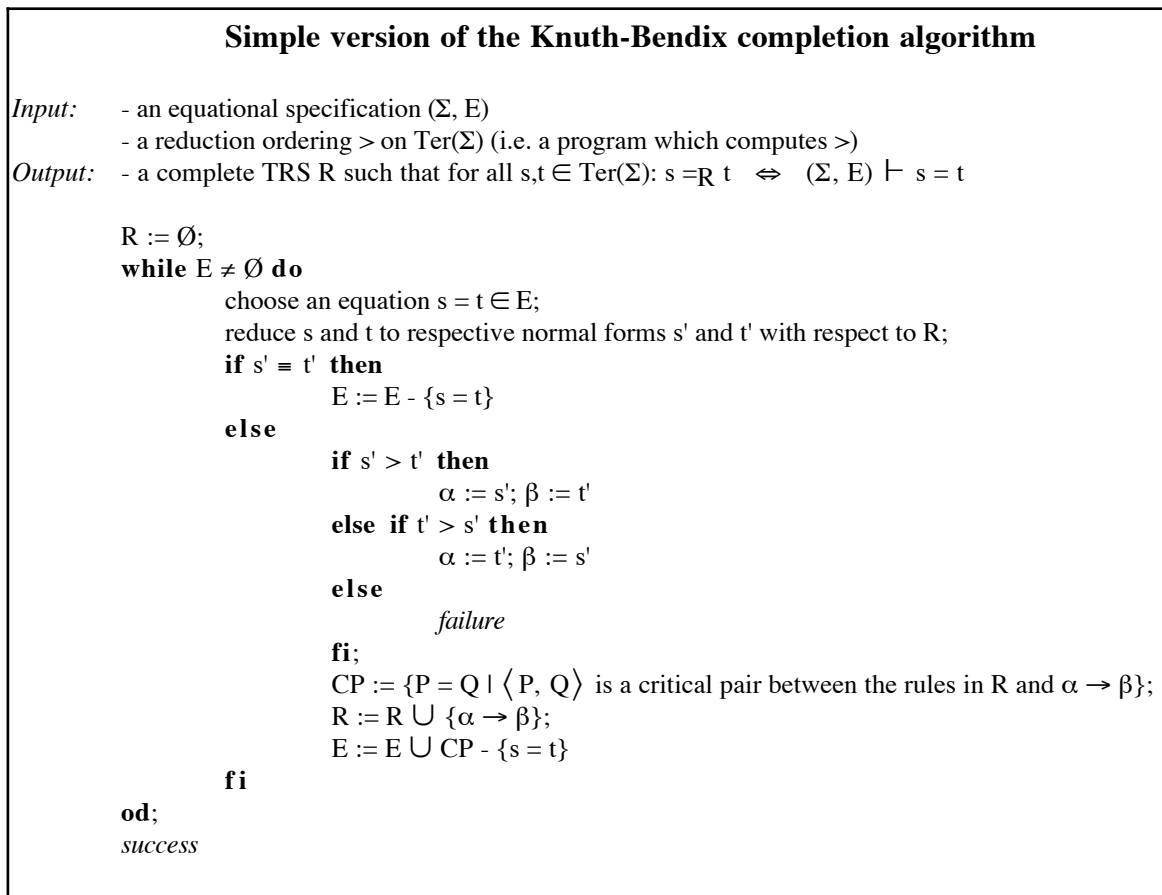 Simple version of the Knuth-Bendix completion algorithm
Input: - an equational specification (Σ, E)
- a reduction ordering > on Ter(Σ) (i.e. a program which computes >)
Output: - a complete TRS R such that for all s,t ∈ Ter(Σ): s =R t ⇔ (Σ, E) ⊢ s = t
R := Ø;
while E ≠ Ø do
choose an equation s = t ∈ E;
reduce s and t to respective normal forms s' and t' with respect to R;
if s' ≡ t' then
E := E - {s = t}
else
if s' > t' then
α := s'; β := t'
else if t' > s' then
α := t'; β := s'
else
failure
fi;
CP := {P = Q | ⟨P, Q⟩ is a critical pair between the rules in R and α → β};
R := R ∪ {α → β};
E := E ∪ CP - {s = t}
fi
od;
success